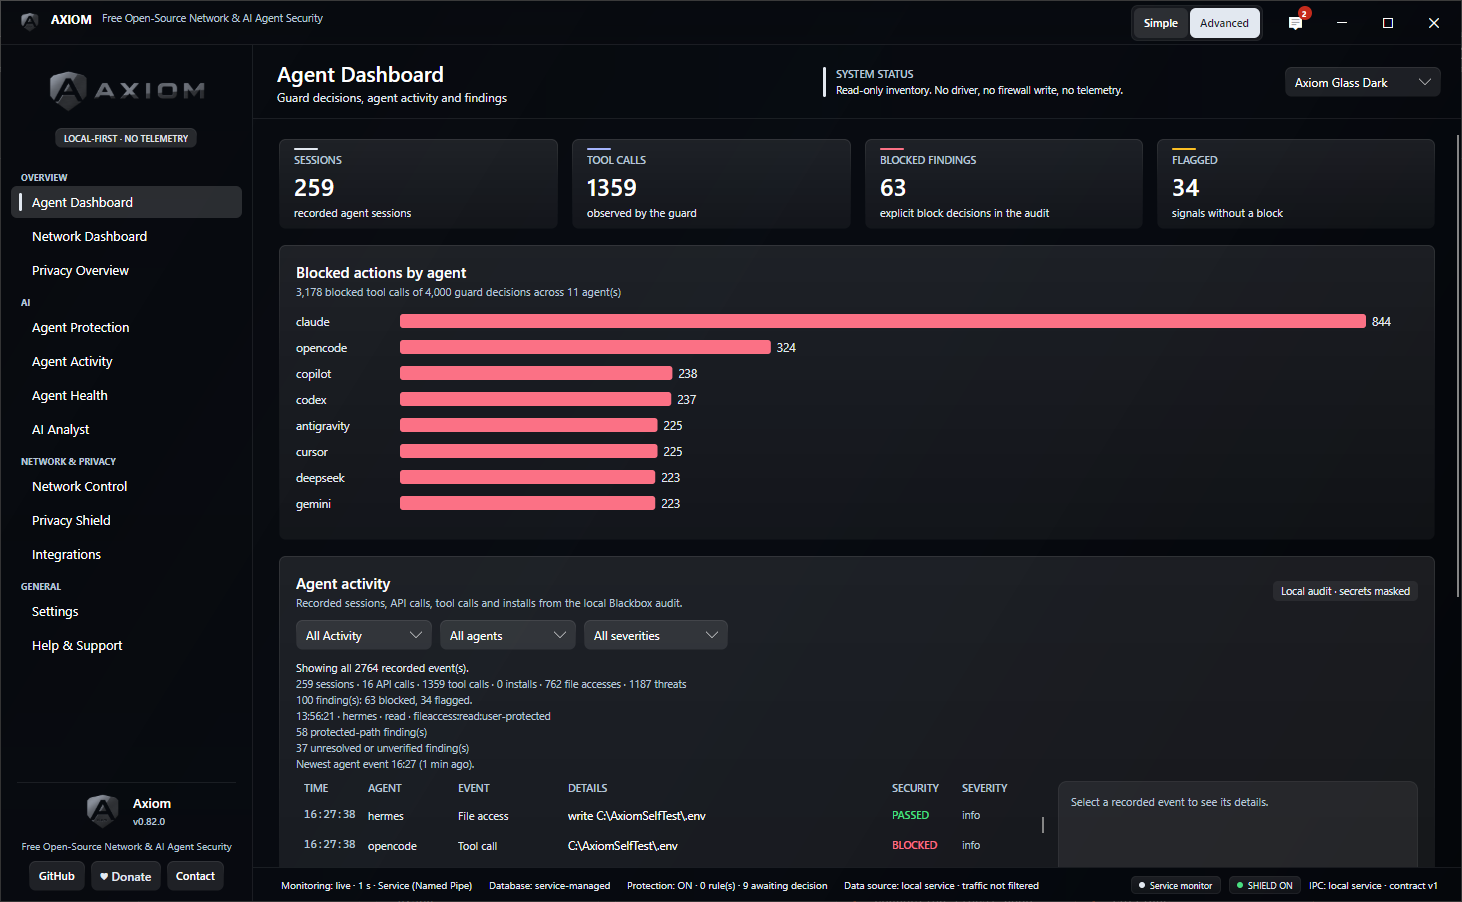 AXIOM Free Open-Source Network & AI Agent Security
Simple Advanced 2
AXIOM
LOCAL-FIRST · NO TELEMETRY
OVERVIEW
Agent Dashboard
Network Dashboard
Privacy Overview
AI
Agent Protection
Agent Activity
Agent Health
AI Analyst
NETWORK & PRIVACY
Network Control
Privacy Shield
Integrations
GENERAL
Settings
Help & Support
Axiom
v0.82.0
Free Open-Source Network & AI Agent Security
GitHub ♥ Donate Contact
Agent Dashboard
Guard decisions, agent activity and findings
SYSTEM STATUS
Read-only inventory. No driver, no firewall write, no telemetry.
Axiom Glass Dark
SESSIONS
259
recorded agent sessions
TOOL CALLS
1359
observed by the guard
BLOCKED FINDINGS
63
explicit block decisions in the audit
FLAGGED
34
signals without a block
Blocked actions by agent
3,178 blocked tool calls of 4,000 guard decisions across 11 agent(s)
claude 844
opencode 324
copilot 238
codex 237
antigravity 225
cursor 225
deepseek 223
gemini 223
Agent activity
Recorded sessions, API calls, tool calls and installs from the local Blackbox audit.
Local audit · secrets masked
All Activity All agents All severities
Showing all 2764 recorded event(s).
259 sessions · 16 API calls · 1359 tool calls · 0 installs · 762 file accesses · 1187 threats
100 finding(s): 63 blocked, 34 flagged.
13:56:21 · hermes · read · fileaccess:read:user-protected
58 protected-path finding(s)
37 unresolved or unverified finding(s)
Newest agent event 16:27 (1 min ago).
TIME AGENT EVENT DETAILS SECURITY SEVERITY
16:27:38 hermes File access write C:\AxiomSelfTest\.env PASSED info
16:27:38 opencode Tool call C:\AxiomSelfTest\.env BLOCKED info
Select a recorded event to see its details.
Monitoring: live · 1 s · Service (Named Pipe) Database: service-managed Protection: ON · 0 rule(s) · 9 awaiting decision Data source: local service · traffic not filtered Service monitor SHIELD ON IPC: local service · contract v1